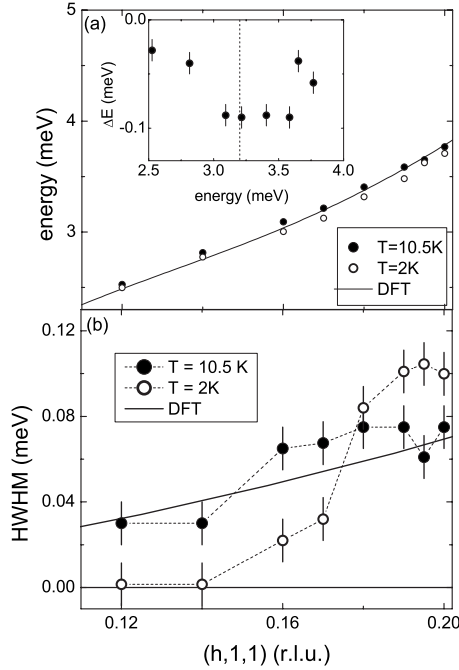 (a)
0.0
-0.1
ΔE (meV)
2.5 3.0 3.5 4.0
energy (meV)
energy (meV)
5
4
3
T=10.5K
T=2K
DFT
(b)
T = 10.5 K
T = 2K
DFT
HWHM (meV)
0.12
0.08
0.04
0.00
0.12 0.16 0.20
(h,1,1) (r.l.u.)